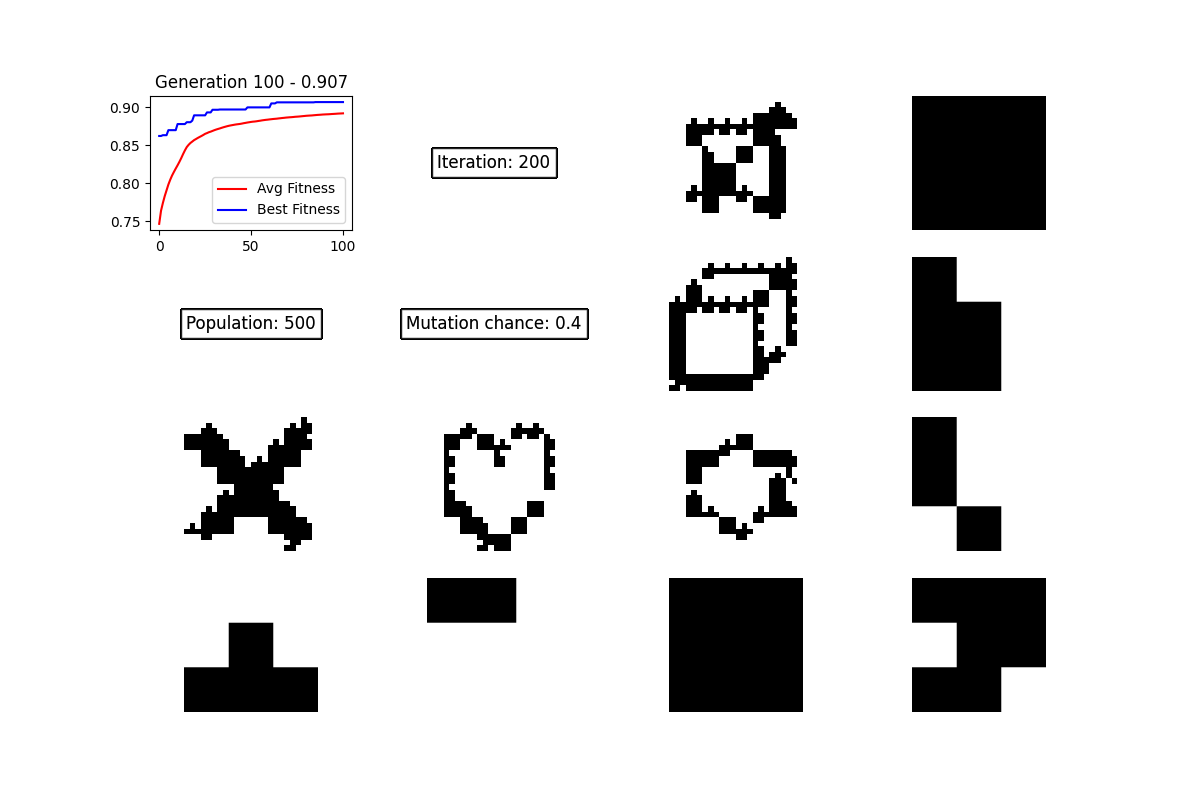 Generation 100 - 0.907
0.90
0.85
0.80
0.75
Avg Fitness
Best Fitness
0
50
100
Iteration: 200
Population: 500
Mutation chance: 0.4